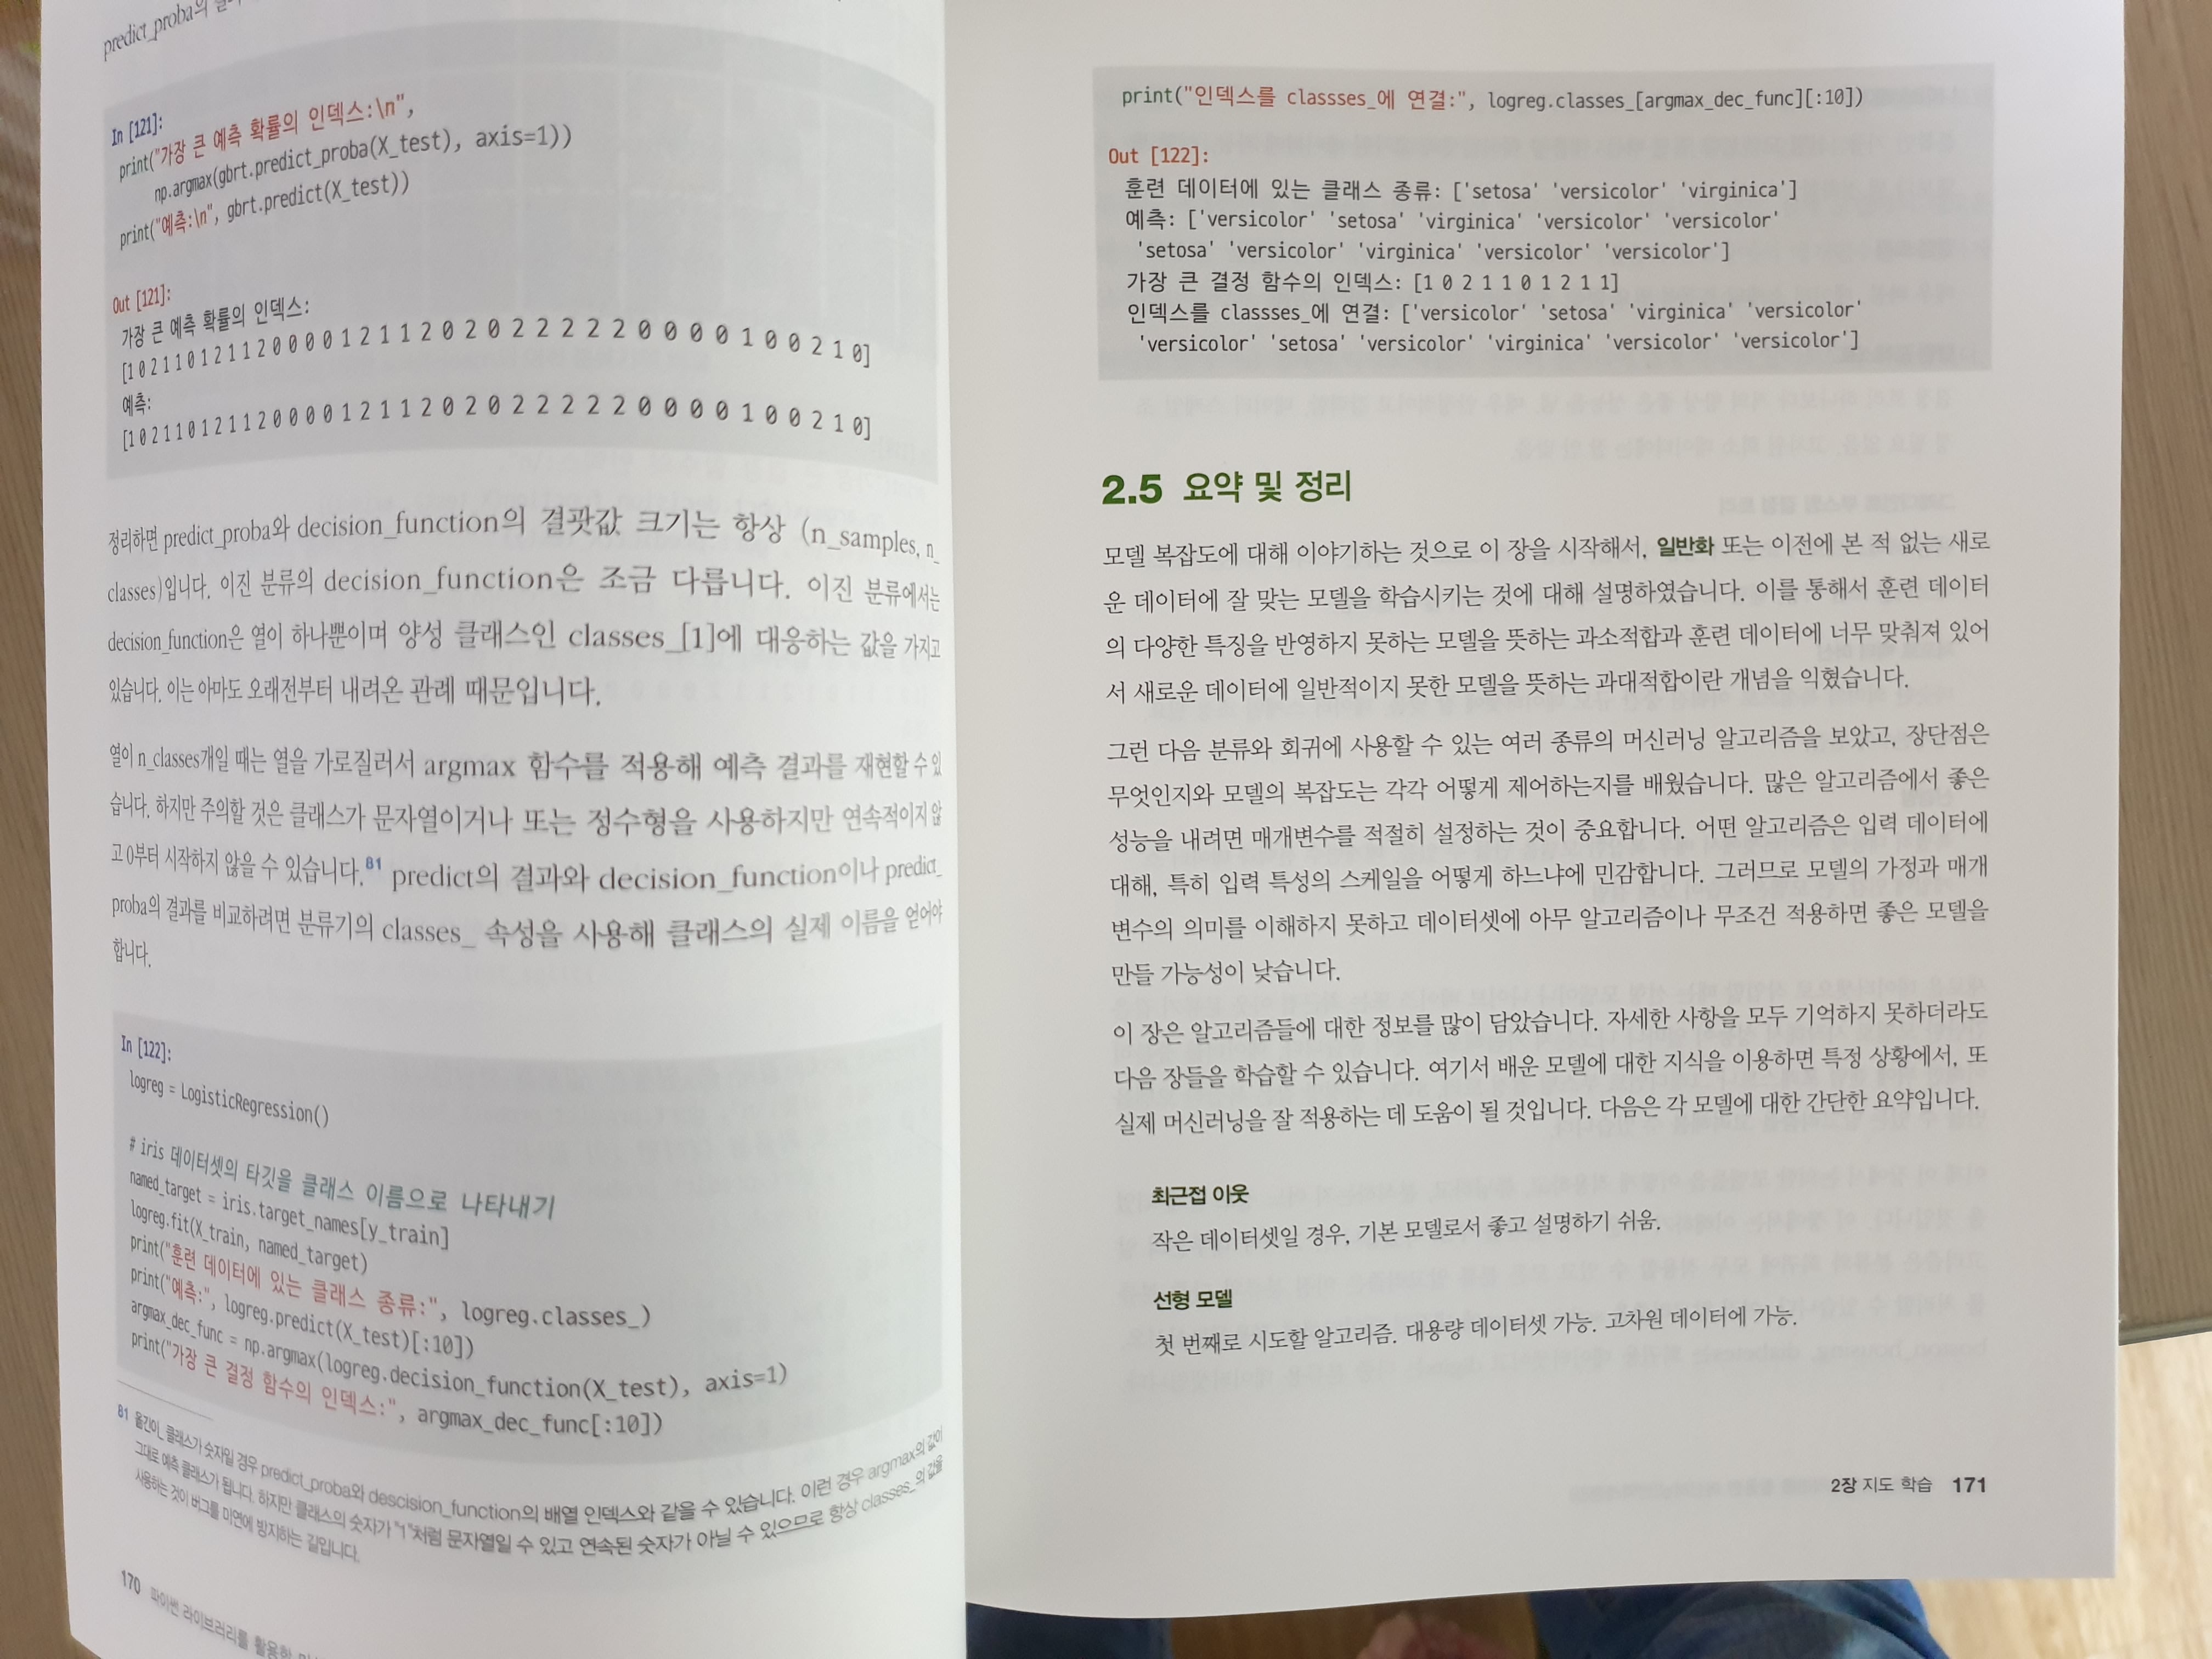 predict_proba의
In [121]:
print("가장 큰 예측 확률의 인덱스:\n",
np.argmax(gbrt.predict_proba(X_test), axis=1))
print("예측:\n", gbrt.predict(X_test))
Out [121]:
가장 큰 예측 확률의 인덱스:
[1 0 2 1 1 0 1 2 1 1 2 0 0 0 0 1 2 1 1 2 0 2 0 2 2 2 2 2 0 0 0 0 1 0 0 2 1 0]
예측:
[1 0 2 1 1 0 1 2 1 1 2 0 0 0 0 1 2 1 1 2 0 2 0 2 2 2 2 2 0 0 0 0 1 0 0 2 1 0]
정리하면 predict_proba와 decision_function의 결괏값 크기는 항상 (n_samples, n_
classes)입니다. 이진 분류의 decision_function은 조금 다릅니다. 이진 분류에서는
decision_function은 열이 하나뿐이며 양성 클래스인 classes_[1]에 대응하는 값을 가지고
있습니다. 이는 아마도 오래전부터 내려온 관례 때문입니다.
열이 n_classes개일 때는 열을 가로질러서 argmax 함수를 적용해 예측 결과를 재현할 수 있
습니다. 하지만 주의할 것은 클래스가 문자열이거나 또는 정수형을 사용하지만 연속적이지 않
고 0부터 시작하지 않을 수 있습니다.81 predict의 결과와 decision_function이나 predict_
proba의 결과를 비교하려면 분류기의 classes_ 속성을 사용해 클래스의 실제 이름을 얻어야
합니다.
In [122]:
logreg = LogisticRegression()
# iris 데이터셋의 타깃을 클래스 이름으로 나타내기
named_target = iris.target_names[y_train]
logreg.fit(X_train, named_target)
print("훈련 데이터에 있는 클래스 종류:", logreg.classes_)
print("예측:", logreg.predict(X_test)[:10])
argmax_dec_func = np.argmax(logreg.decision_function(X_test), axis=1)
print("가장 큰 결정 함수의 인덱스:", argmax_dec_func[:10])
81 옮긴이_ 클래스가 숫자일 경우 predict_proba와 descision_function의 배열 인덱스와 같을 수 있습니다. 이런 경우 argmax의 값이
그대로 예측 클래스가 됩니다. 하지만 클래스의 숫자가 "1"처럼 문자열일 수 있고 연속된 숫자가 아닐 수 있으므로 항상 classes_의 값을
사용하는 것이 버그를 미연에 방지하는 길입니다.
170 파이썬 라이브러리를 활용한
print("인덱스를 classses_에 연결:", logreg.classes_[argmax_dec_func][:10])
Out [122]:
훈련 데이터에 있는 클래스 종류: ['setosa' 'versicolor' 'virginica']
예측: ['versicolor' 'setosa' 'virginica' 'versicolor' 'versicolor'
'setosa' 'versicolor' 'virginica' 'versicolor' 'versicolor']
가장 큰 결정 함수의 인덱스: [1 0 2 1 1 0 1 2 1 1]
인덱스를 classses_에 연결: ['versicolor' 'setosa' 'virginica' 'versicolor'
'versicolor' 'setosa' 'versicolor' 'virginica' 'versicolor' 'versicolor']
2.5 요약 및 정리
모델 복잡도에 대해 이야기하는 것으로 이 장을 시작해서, 일반화 또는 이전에 본 적 없는 새로
운 데이터에 잘 맞는 모델을 학습시키는 것에 대해 설명하였습니다. 이를 통해서 훈련 데이터
의 다양한 특징을 반영하지 못하는 모델을 뜻하는 과소적합과 훈련 데이터에 너무 맞춰져 있어
서 새로운 데이터에 일반적이지 못한 모델을 뜻하는 과대적합이란 개념을 익혔습니다.
그런 다음 분류와 회귀에 사용할 수 있는 여러 종류의 머신러닝 알고리즘을 보았고, 장단점은
무엇인지와 모델의 복잡도는 각각 어떻게 제어하는지를 배웠습니다. 많은 알고리즘에서 좋은
성능을 내려면 매개변수를 적절히 설정하는 것이 중요합니다. 어떤 알고리즘은 입력 데이터에
대해, 특히 입력 특성의 스케일을 어떻게 하느냐에 민감합니다. 그러므로 모델의 가정과 매개
변수의 의미를 이해하지 못하고 데이터셋에 아무 알고리즘이나 무조건 적용하면 좋은 모델을
만들 가능성이 낮습니다.
이 장은 알고리즘들에 대한 정보를 많이 담았습니다. 자세한 사항을 모두 기억하지 못하더라도
다음 장들을 학습할 수 있습니다. 여기서 배운 모델에 대한 지식을 이용하면 특정 상황에서, 또
실제 머신러닝을 잘 적용하는 데 도움이 될 것입니다. 다음은 각 모델에 대한 간단한 요약입니다.
최근접 이웃
작은 데이터셋일 경우, 기본 모델로서 좋고 설명하기 쉬움.
선형 모델
첫 번째로 시도할 알고리즘. 대용량 데이터셋 가능. 고차원 데이터에 가능.
2장 지도 학습 171